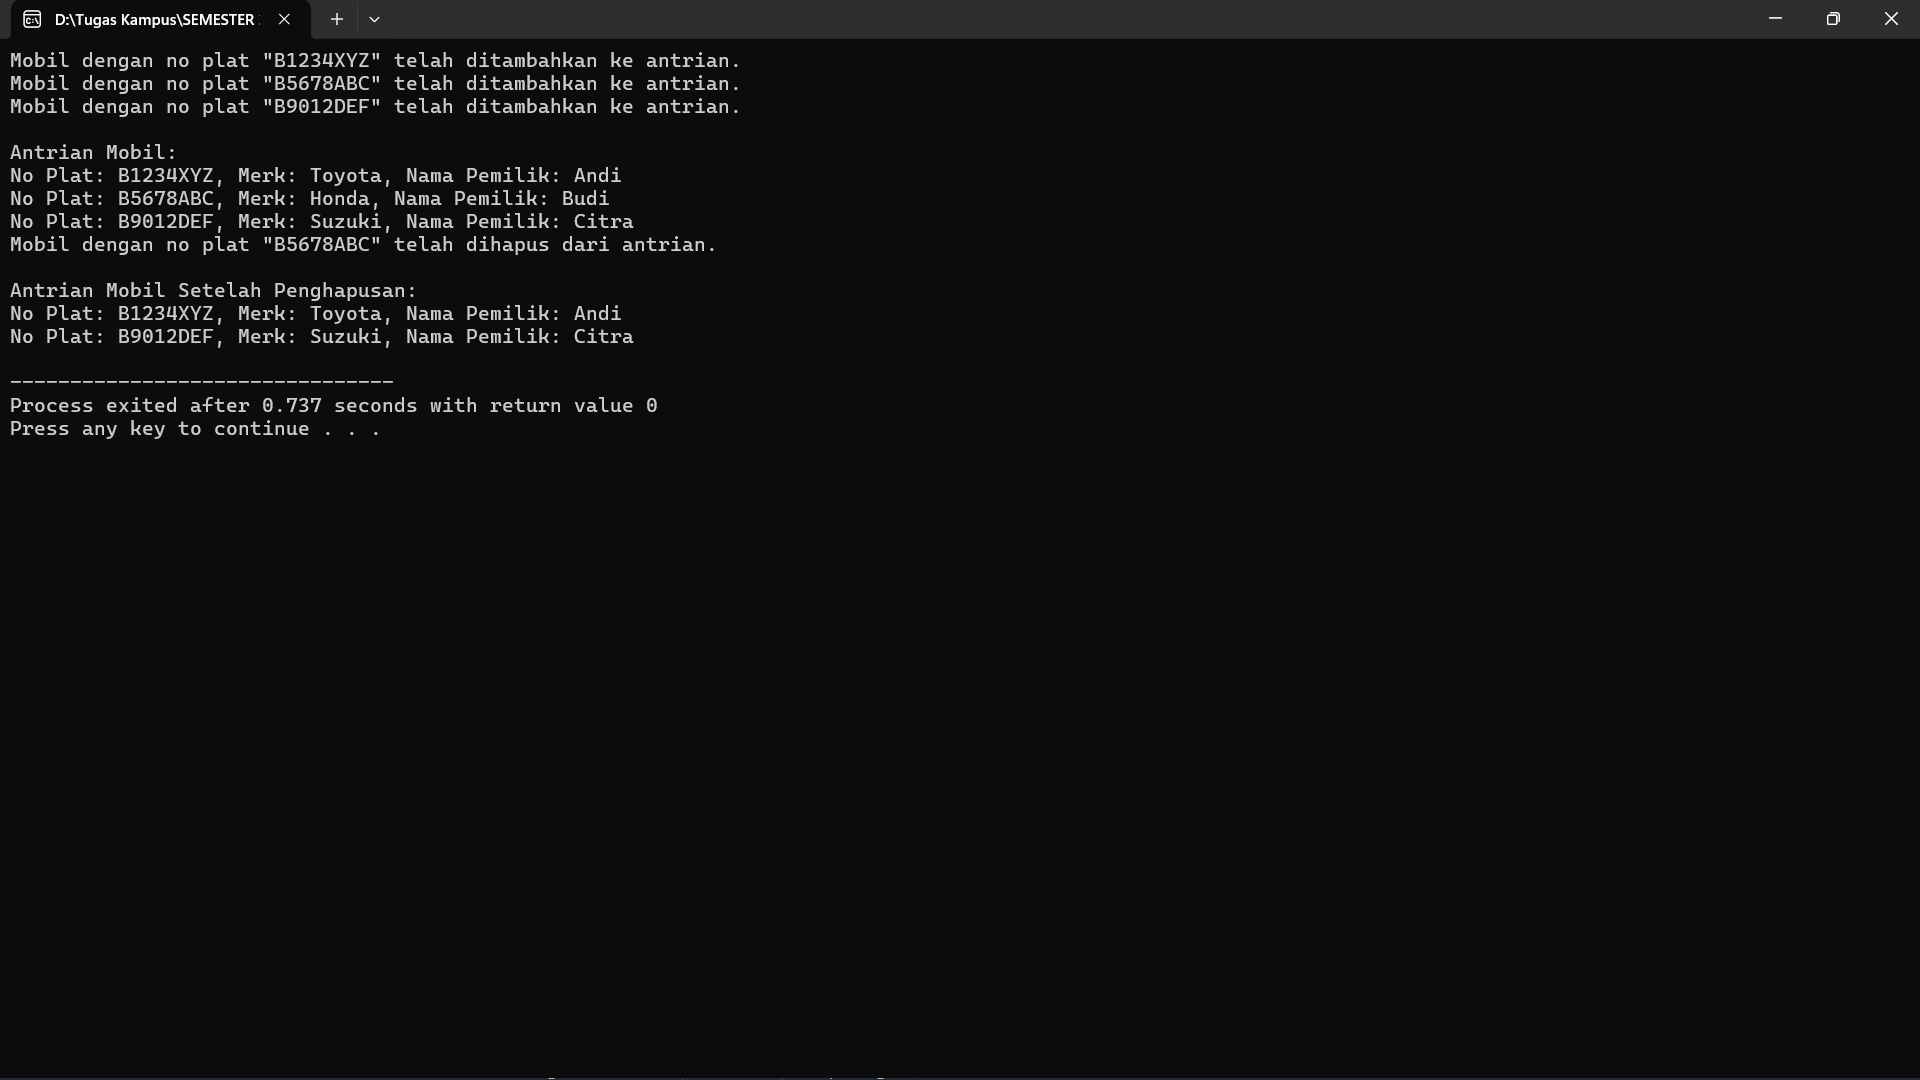 D:\Tugas Kampus\SEMESTER
Mobil dengan no plat "B1234XYZ" telah ditambahkan ke antrian.
Mobil dengan no plat "B5678ABC" telah ditambahkan ke antrian.
Mobil dengan no plat "B9012DEF" telah ditambahkan ke antrian.
Antrian Mobil:
No Plat: B1234XYZ, Merk: Toyota, Nama Pemilik: Andi
No Plat: B5678ABC, Merk: Honda, Nama Pemilik: Budi
No Plat: B9012DEF, Merk: Suzuki, Nama Pemilik: Citra
Mobil dengan no plat "B5678ABC" telah dihapus dari antrian.
Antrian Mobil Setelah Penghapusan:
No Plat: B1234XYZ, Merk: Toyota, Nama Pemilik: Andi
No Plat: B9012DEF, Merk: Suzuki, Nama Pemilik: Citra
--------------------------------
Process exited after 0.737 seconds with return value 0
Press any key to continue . . .